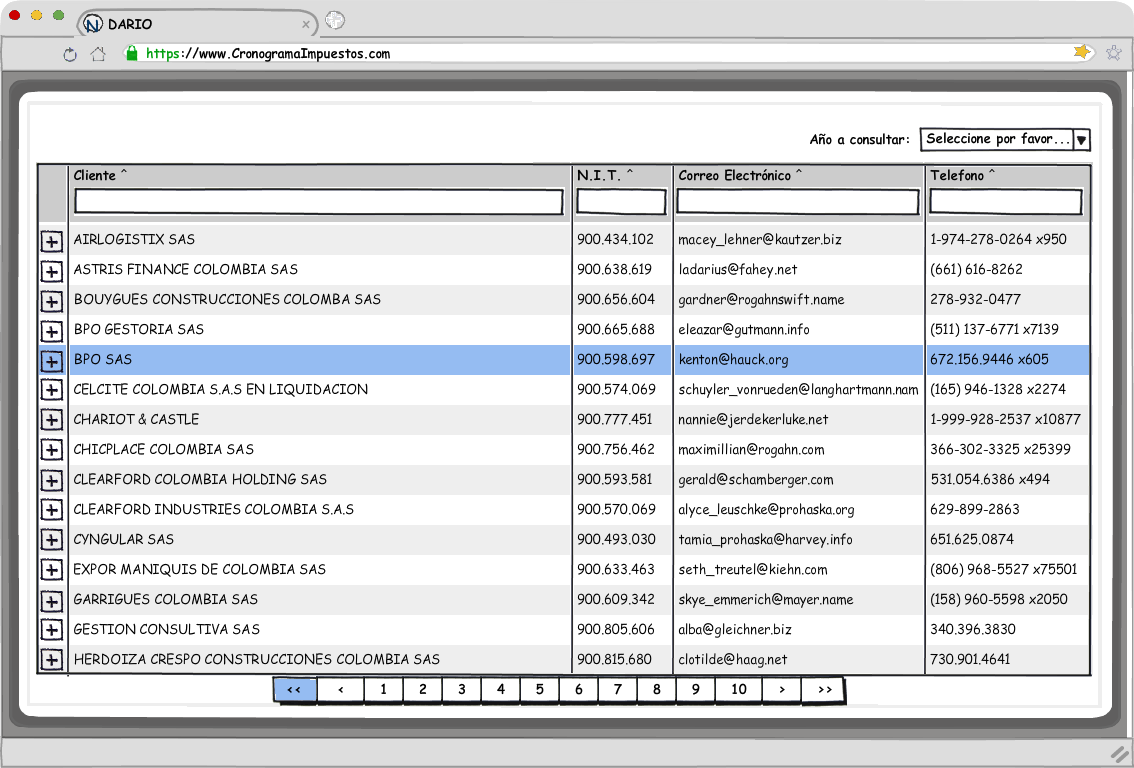 DARIO
https://www.CronogramaImpuestos.com
Año a consultar: Seleccione por favor...
Cliente ^ N.I.T. ^ Correo Electrónico ^ Telefono ^
AIRLOGISTIX SAS 900.434.102 macey_lehner@kautzer.biz 1-974-278-0264 x950
ASTRIS FINANCE COLOMBIA SAS 900.638.619 ladarius@fahey.net (661) 616-8262
BOUYGUES CONSTRUCCIONES COLOMBA SAS 900.656.604 gardner@rogahnswift.name 278-932-0477
BPO GESTORIA SAS 900.665.688 eleazar@gutmann.info (511) 137-6771 x7139
BPO SAS 900.598.697 kenton@hauck.org 672.156.9446 x605
CELCITE COLOMBIA S.A.S EN LIQUIDACION 900.574.069 schuyler_vonrueden@langhartmann.nam (165) 946-1328 x2274
CHARIOT & CASTLE 900.777.451 nannie@jerdekerluke.net 1-999-928-2537 x10877
CHICPLACE COLOMBIA SAS 900.756.462 maximillian@rogahn.com 366-302-3325 x25399
CLEARFORD COLOMBIA HOLDING SAS 900.593.581 gerald@schamberger.com 531.054.6386 x494
CLEARFORD INDUSTRIES COLOMBIA S.A.S 900.570.069 alyce_leuschke@prohaska.org 629-899-2863
CYNGULAR SAS 900.493.030 tamia_prohaska@harvey.info 651.625.0874
EXPOR MANIQUIS DE COLOMBIA SAS 900.633.463 seth_treutel@kiehn.com (806) 968-5527 x75501
GARRIGUES COLOMBIA SAS 900.609.342 skye_emmerich@mayer.name (158) 960-5598 x2050
GESTION CONSULTIVA SAS 900.805.606 alba@gleichner.biz 340.396.3830
HERDOIZA CRESPO CONSTRUCCIONES COLOMBIA SAS 900.815.680 clotilde@haag.net 730.901.4641
<< < 1 2 3 4 5 6 7 8 9 10 > >>